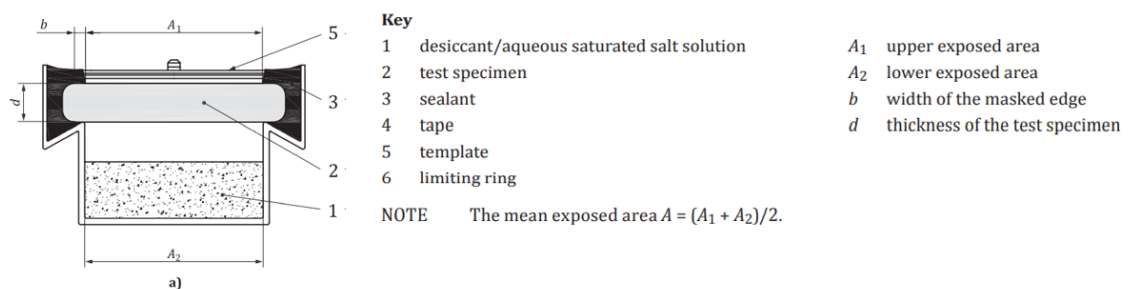 b
A1
5
d
3
2
1
A2
a)
Key
1 desiccant/aqueous saturated salt solution
2 test specimen
3 sealant
4 tape
5 template
6 limiting ring
NOTE The mean exposed area A = (A1 + A2)/2.
A1 upper exposed area
A2 lower exposed area
b width of the masked edge
d thickness of the test specimen